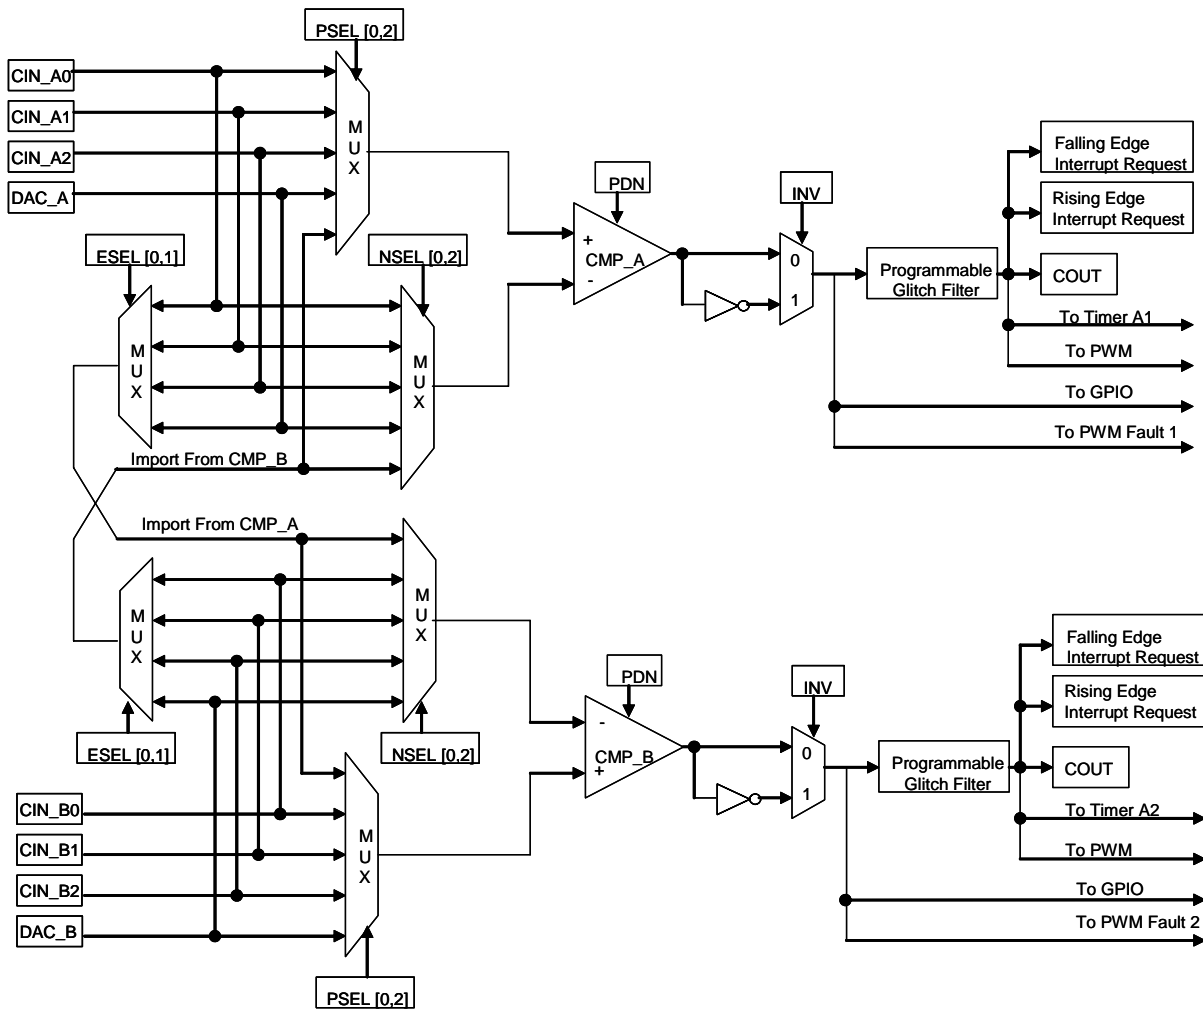 PSEL [0,2]
CIN_A0
CIN_A1
CIN_A2
DAC_A
M
U
X
ESEL [0,1]
NSEL [0,2]
M
U
X
M
U
X
PDN
+
CMP_A
-
INV
0
1
Programmable
Glitch Filter
Falling Edge
Interrupt Request
Rising Edge
Interrupt Request
COUT
To Timer A1
To PWM
To GPIO
To PWM Fault 1
Import From CMP_B
Import From CMP_A
M
U
X
M
U
X
ESEL [0,1]
NSEL [0,2]
PDN
-
CMP_B
+
INV
0
1
Programmable
Glitch Filter
Falling Edge
Interrupt Request
Rising Edge
Interrupt Request
COUT
To Timer A2
To PWM
To GPIO
To PWM Fault 2
CIN_B0
CIN_B1
CIN_B2
DAC_B
M
U
X
PSEL [0,2]